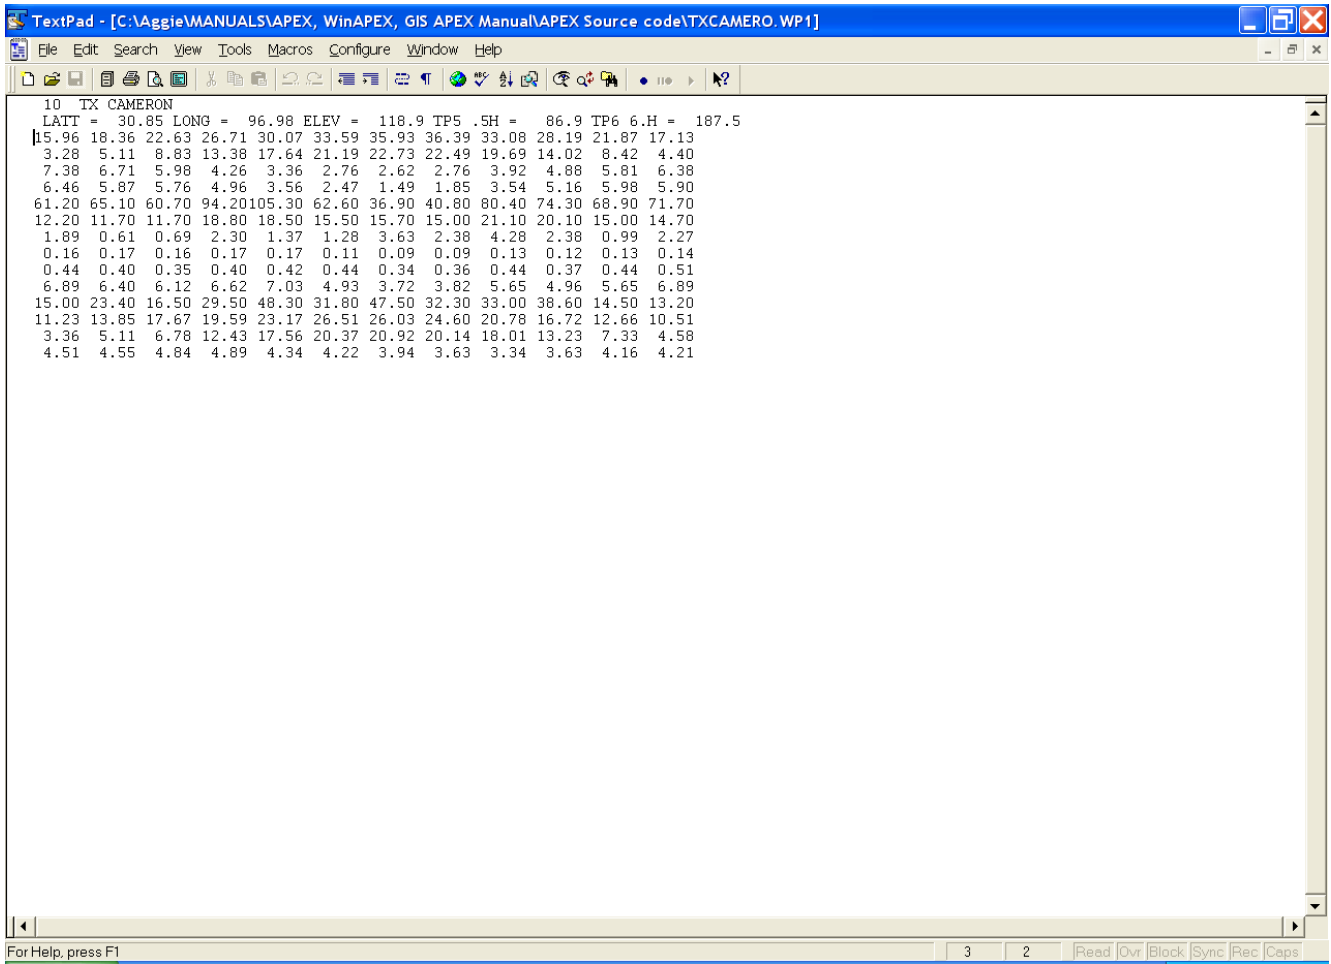 TextPad - [C:\Aggie\MANUALS\APEX, WinAPEX, GIS APEX Manual\APEX Source code\TXCAMERO.WP1]
File Edit Search View Tools Macros Configure Window Help
10 TX CAMERON
LATT = 30.85 LONG = 96.98 ELEV = 118.9 TP5 .5H = 86.9 TP6 6.H = 187.5
15.96 18.36 22.63 26.71 30.07 33.59 35.93 36.39 33.08 28.19 21.87 17.13
3.28 5.11 8.83 13.38 17.64 21.19 22.73 22.49 19.69 14.02 8.42 4.40
7.38 6.71 5.98 4.26 3.36 2.76 2.62 2.76 3.92 4.88 5.81 6.38
6.46 5.87 5.76 4.96 3.56 2.47 1.49 1.85 3.54 5.16 5.98 5.90
61.20 65.10 60.70 94.20105.30 62.60 36.90 40.80 80.40 74.30 68.90 71.70
12.20 11.70 11.70 18.80 18.50 15.50 15.70 15.00 21.10 20.10 15.00 14.70
1.89 0.61 0.69 2.30 1.37 1.28 3.63 2.38 4.28 2.38 0.99 2.27
0.16 0.17 0.16 0.17 0.17 0.11 0.09 0.09 0.13 0.12 0.13 0.14
0.44 0.40 0.35 0.40 0.42 0.44 0.34 0.36 0.44 0.37 0.44 0.51
6.89 6.40 6.12 6.62 7.03 4.93 3.72 3.82 5.65 4.96 5.65 6.89
15.00 23.40 16.50 29.50 48.30 31.80 47.50 32.30 33.00 38.60 14.50 13.20
11.23 13.85 17.67 19.59 23.17 26.51 26.03 24.60 20.78 16.72 12.66 10.51
3.36 5.11 6.78 12.43 17.56 20.37 20.92 20.14 18.01 13.23 7.33 4.58
4.51 4.55 4.84 4.89 4.34 4.22 3.94 3.63 3.34 3.63 4.16 4.21
For Help, press F1 3 2 Read Ovr Block Sync Rec Caps